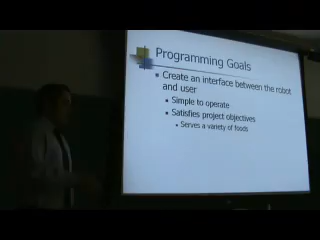 Programming Goals
Create an interface between the robot
and user
Simple to operate
Satisfies project objectives
Serves a variety of foods